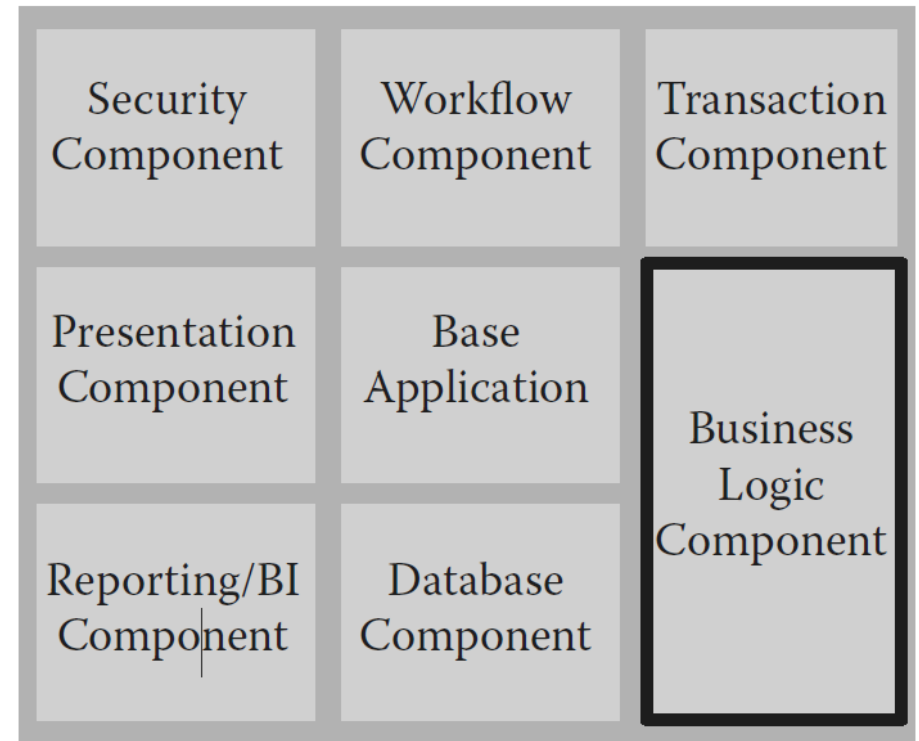 Security
Component
Workflow
Component
Transaction
Component
Presentation
Component
Base
Application
Business
Logic
Component
Reporting/BI
Component
Database
Component